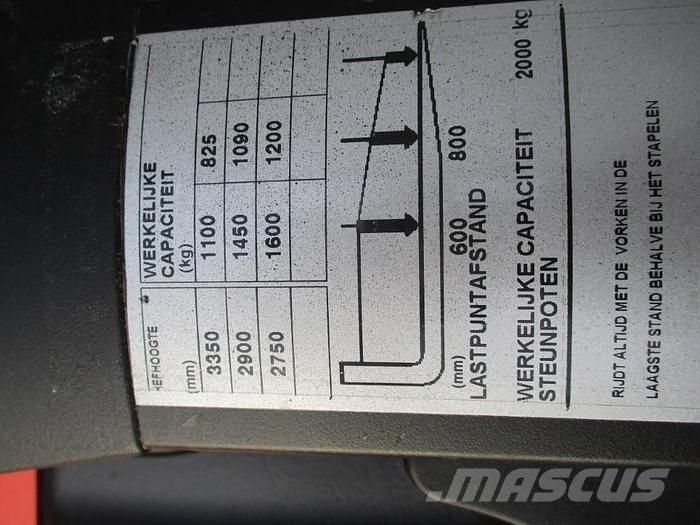 HEFHOOGTE
(mm)
WERKELIJKE
CAPACITEIT
(kg)
3350 1100 825
2900 1450 1090
2750 1600 1200
600 800
(mm)
LASTPUNTAFSTAND
WERKELIJKE CAPACITEIT 2000 kg
STEUNPOTEN
RIJDT ALTIJD MET DE VORKEN IN DE
LAAGSTE STAND BEHALVE BIJ HET STAPELEN
MASCUS